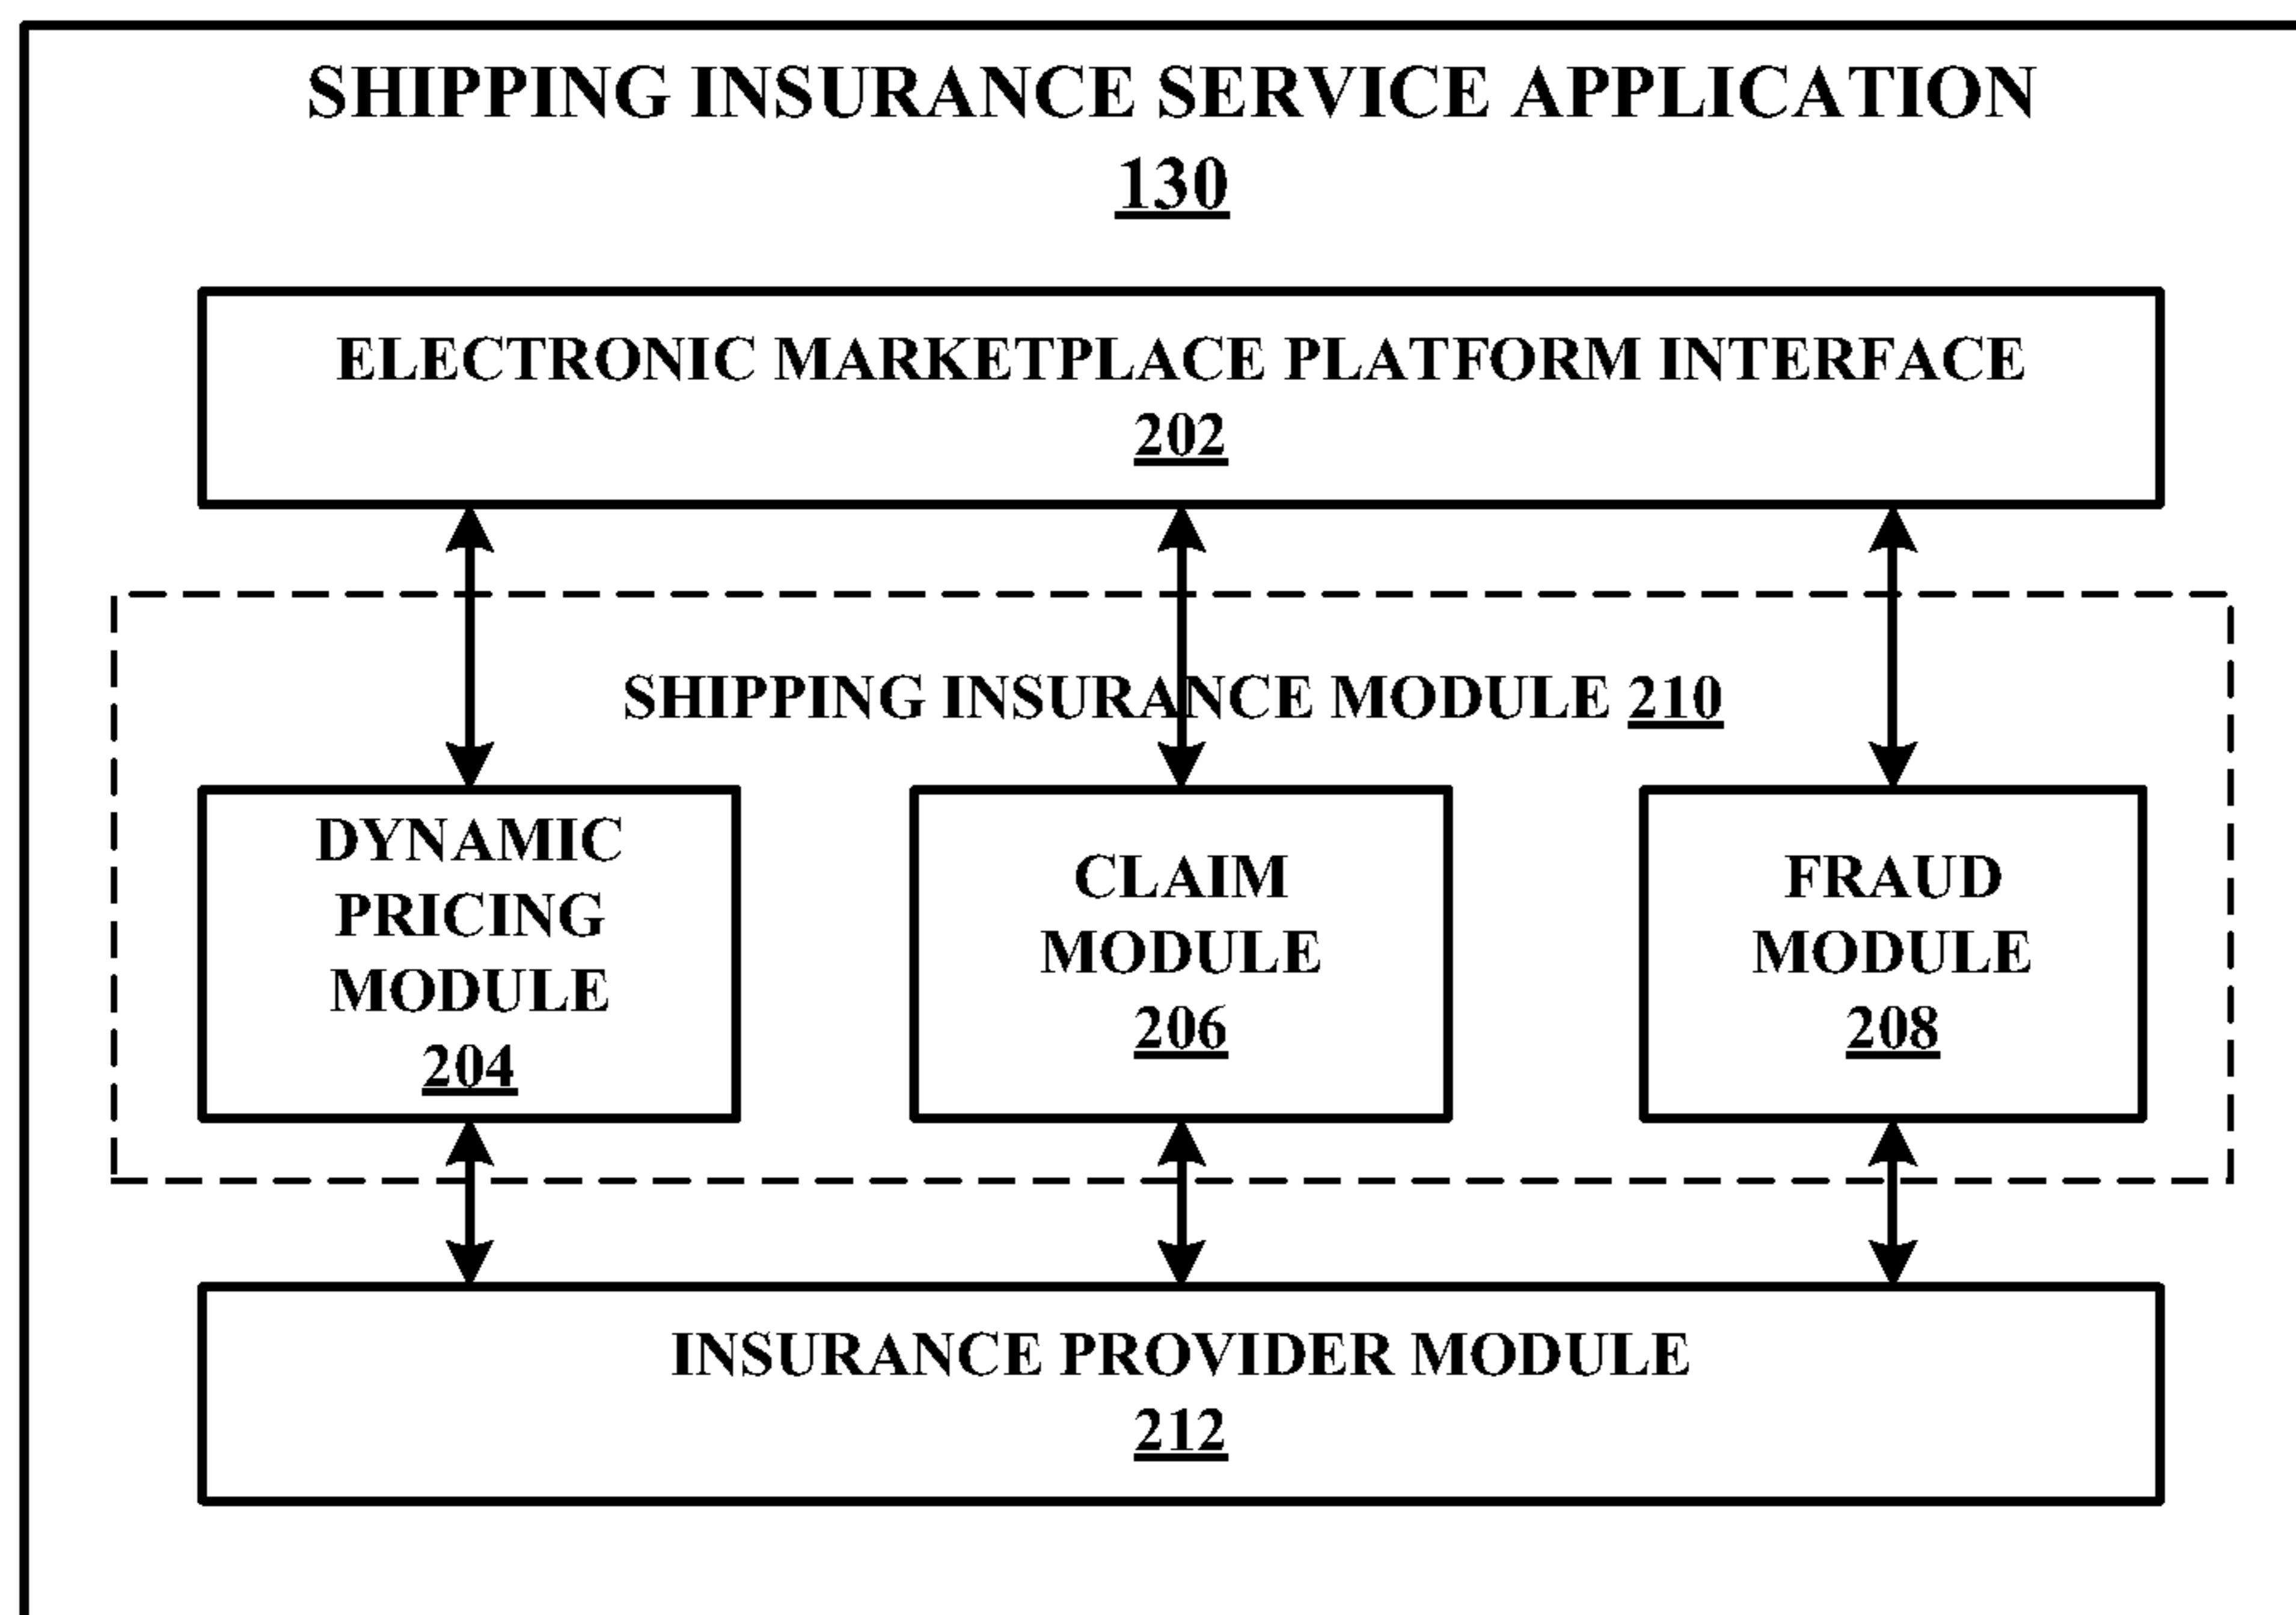 SHIPPING INSURANCE SERVICE APPLICATION
130
ELECTRONIC MARKETPLACE PLATFORM INTERFACE
202
SHIPPING INSURANCE MODULE 210
DYNAMIC
PRICING
MODULE
204
CLAIM
MODULE
206
FRAUD
MODULE
208
INSURANCE PROVIDER MODULE
212